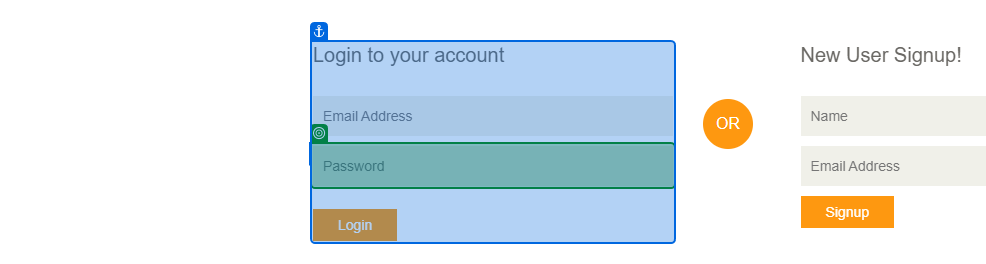 Login to your account
Email Address
Password
Login
OR
New User Signup!
Name
Email Address
Signup